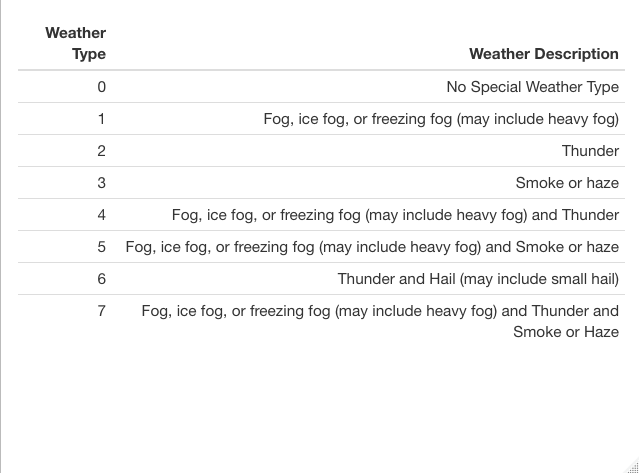 Weather Type Weather Description
0 No Special Weather Type
1 Fog, ice fog, or freezing fog (may include heavy fog)
2 Thunder
3 Smoke or haze
4 Fog, ice fog, or freezing fog (may include heavy fog) and Thunder
5 Fog, ice fog, or freezing fog (may include heavy fog) and Smoke or haze
6 Thunder and Hail (may include small hail)
7 Fog, ice fog, or freezing fog (may include heavy fog) and Thunder and
Smoke or Haze